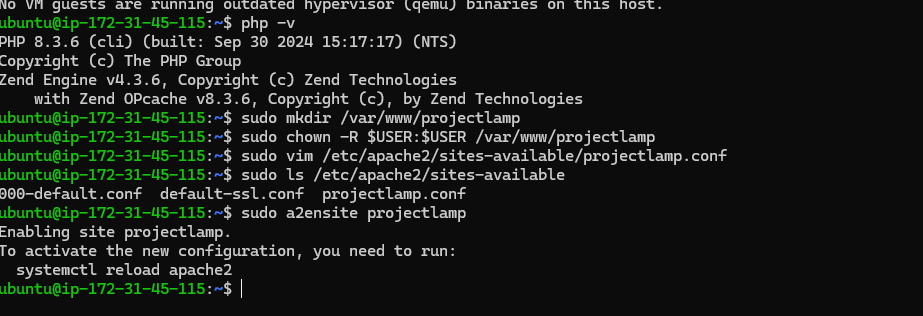 No VM guests are running outdated hypervisor (qemu) binaries on this host.
ubuntu@ip-172-31-45-115:~$ php -v
PHP 8.3.6 (cli) (built: Sep 30 2024 15:17:17) (NTS)
Copyright (c) The PHP Group
Zend Engine v4.3.6, Copyright (c) Zend Technologies
    with Zend OPcache v8.3.6, Copyright (c), by Zend Technologies
ubuntu@ip-172-31-45-115:~$ sudo mkdir /var/www/projectlamp
ubuntu@ip-172-31-45-115:~$ sudo chown -R $USER:$USER /var/www/projectlamp
ubuntu@ip-172-31-45-115:~$ sudo vim /etc/apache2/sites-available/projectlamp.conf
ubuntu@ip-172-31-45-115:~$ sudo ls /etc/apache2/sites-available
000-default.conf  default-ssl.conf  projectlamp.conf
ubuntu@ip-172-31-45-115:~$ sudo a2ensite projectlamp
Enabling site projectlamp.
To activate the new configuration, you need to run:
  systemctl reload apache2
ubuntu@ip-172-31-45-115:~$